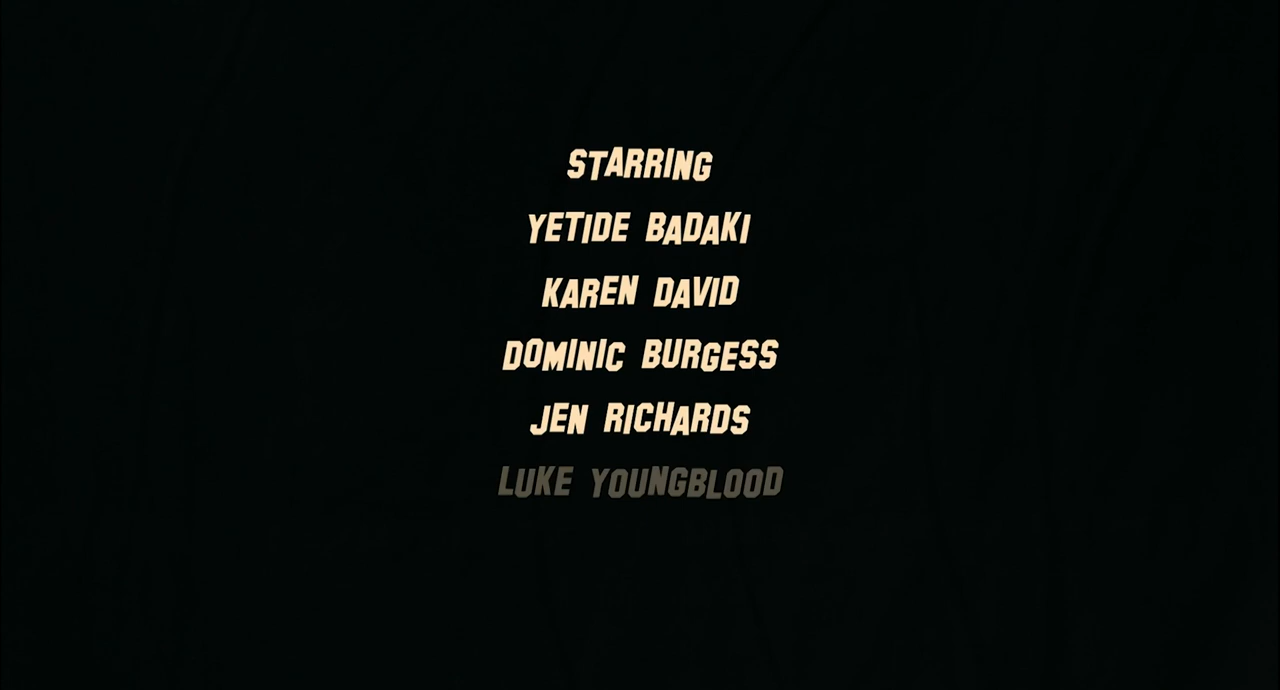 STARRING
YETIDE BADAKI
KAREN DAVID
DOMINIC BURGESS
JEN RICHARDS
LUKE YOUNGBLOOD